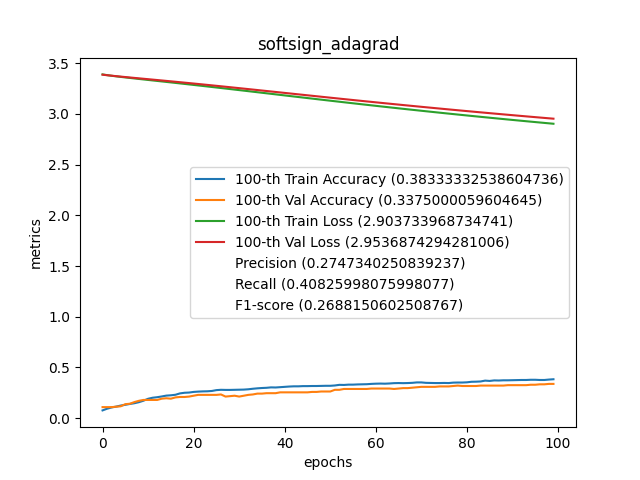 softsign_adagrad
3.5
3.0
2.5
2.0
1.5
1.0
0.5
0.0
metrics
100-th Train Accuracy (0.38333332538604736)
100-th Val Accuracy (0.3375000059604645)
100-th Train Loss (2.903733968734741)
100-th Val Loss (2.9536874294281006)
Precision (0.2747340250839237)
Recall (0.40825998075998077)
F1-score (0.2688150602508767)
0 20 40 60 80 100
epochs